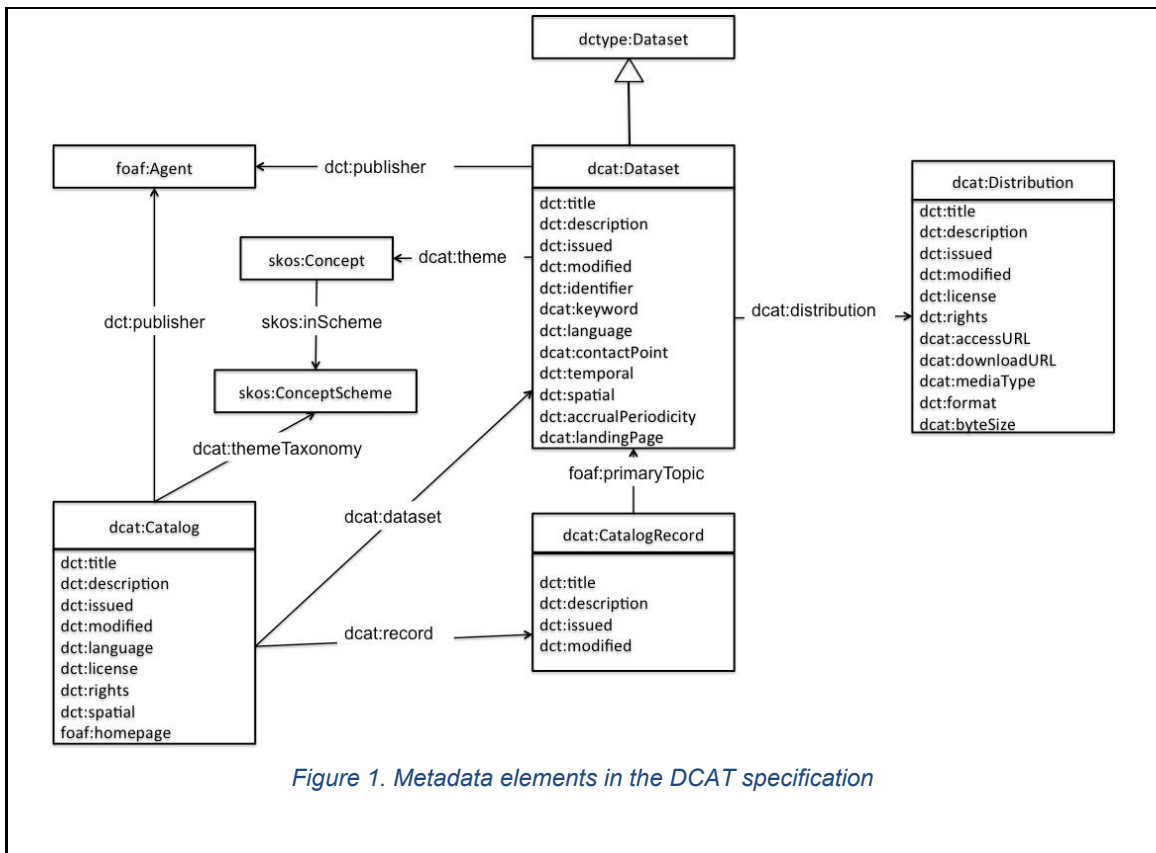 dctype:Dataset
foaf:Agent
dct:publisher
dcat:Dataset
dct:title
dct:description
dct:issued
dct:modified
dct:identifier
dcat:keyword
dct:language
dcat:contactPoint
dct:temporal
dct:spatial
dct:accrualPeriodicity
dcat:landingPage
dcat:Distribution
dct:title
dct:description
dct:issued
dct:modified
dct:license
dct:rights
dcat:accessURL
dcat:downloadURL
dcat:mediaType
dct:format
dcat:byteSize
skos:Concept
dcat:theme
dct:publisher
skos:inScheme
dcat:distribution
skos:ConceptScheme
dcat:themeTaxonomy
foaf:primaryTopic
dcat:Catalog
dct:title
dct:description
dct:issued
dct:modified
dct:language
dct:license
dct:rights
dct:spatial
foaf:homepage
dcat:dataset
dcat:record
dcat:CatalogRecord
dct:title
dct:description
dct:issued
dct:modified
Figure 1. Metadata elements in the DCAT specification